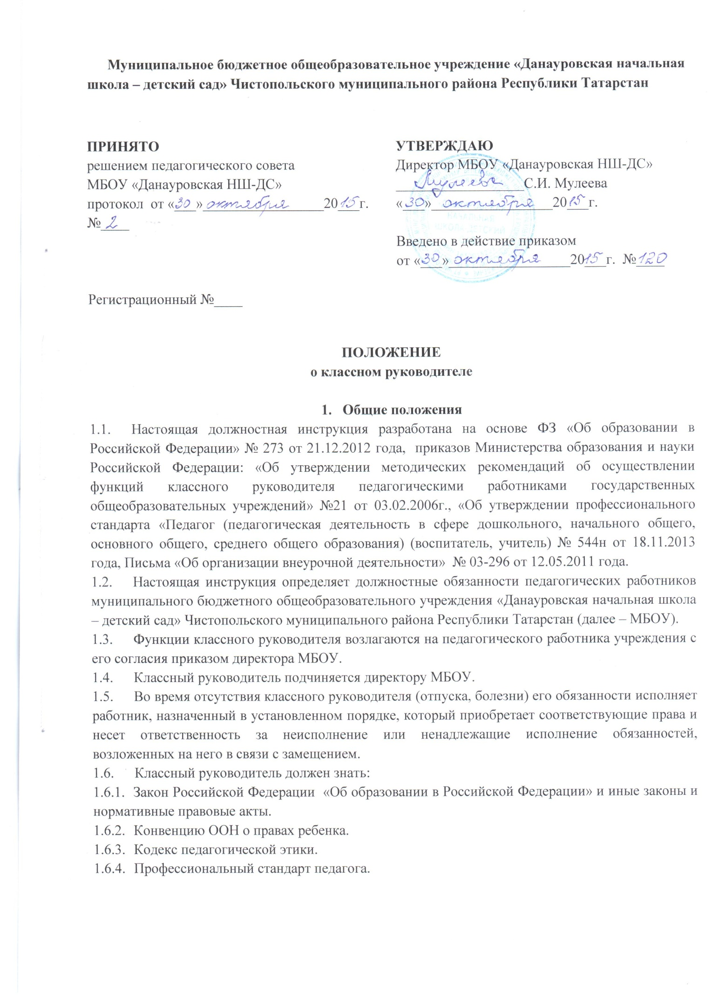 Муниципальное бюджетное общеобразовательное учреждение «Данауровская начальная
школа – детский сад» Чистопольского муниципального района Республики Татарстан
ПРИНЯТО
решением педагогического совета
МБОУ «Данауровская НШ-ДС»
протокол от «30» октября 2015 г.
№ 2
УТВЕРЖДАЮ
Директор МБОУ «Данауровская НШ-ДС»
Мулеева С.И. Мулеева
«30» октября 2015 г.
НАЧАЛЬНАЯ
ШКОЛА-ДЕТСКИЙ
Введено в действие приказом
от «30» октября 2015 г. № 120
Регистрационный №____
ПОЛОЖЕНИЕ
о классном руководителе
1. Общие положения
1.1. Настоящая должностная инструкция разработана на основе ФЗ «Об образовании в
Российской Федерации» № 273 от 21.12.2012 года, приказов Министерства образования и науки
Российской Федерации: «Об утверждении методических рекомендаций об осуществлении
функций классного руководителя педагогическими работниками государственных
общеобразовательных учреждений» №21 от 03.02.2006г., «Об утверждении профессионального
стандарта «Педагог (педагогическая деятельность в сфере дошкольного, начального общего,
основного общего, среднего общего образования) (воспитатель, учитель) № 544н от 18.11.2013
года, Письма «Об организации внеурочной деятельности» № 03-296 от 12.05.2011 года.
1.2. Настоящая инструкция определяет должностные обязанности педагогических работников
муниципального бюджетного общеобразовательного учреждения «Данауровская начальная школа
– детский сад» Чистопольского муниципального района Республики Татарстан (далее – МБОУ).
1.3. Функции классного руководителя возлагаются на педагогического работника учреждения с
его согласия приказом директора МБОУ.
1.4. Классный руководитель подчиняется директору МБОУ.
1.5. Во время отсутствия классного руководителя (отпуска, болезни) его обязанности исполняет
работник, назначенный в установленном порядке, который приобретает соответствующие права и
несет ответственность за неисполнение или ненадлежащие исполнение обязанностей,
возложенных на него в связи с замещением.
1.6. Классный руководитель должен знать:
1.6.1. Закон Российской Федерации «Об образовании в Российской Федерации» и иные законы и
нормативные правовые акты.
1.6.2. Конвенцию ООН о правах ребенка.
1.6.3. Кодекс педагогической этики.
1.6.4. Профессиональный стандарт педагога.